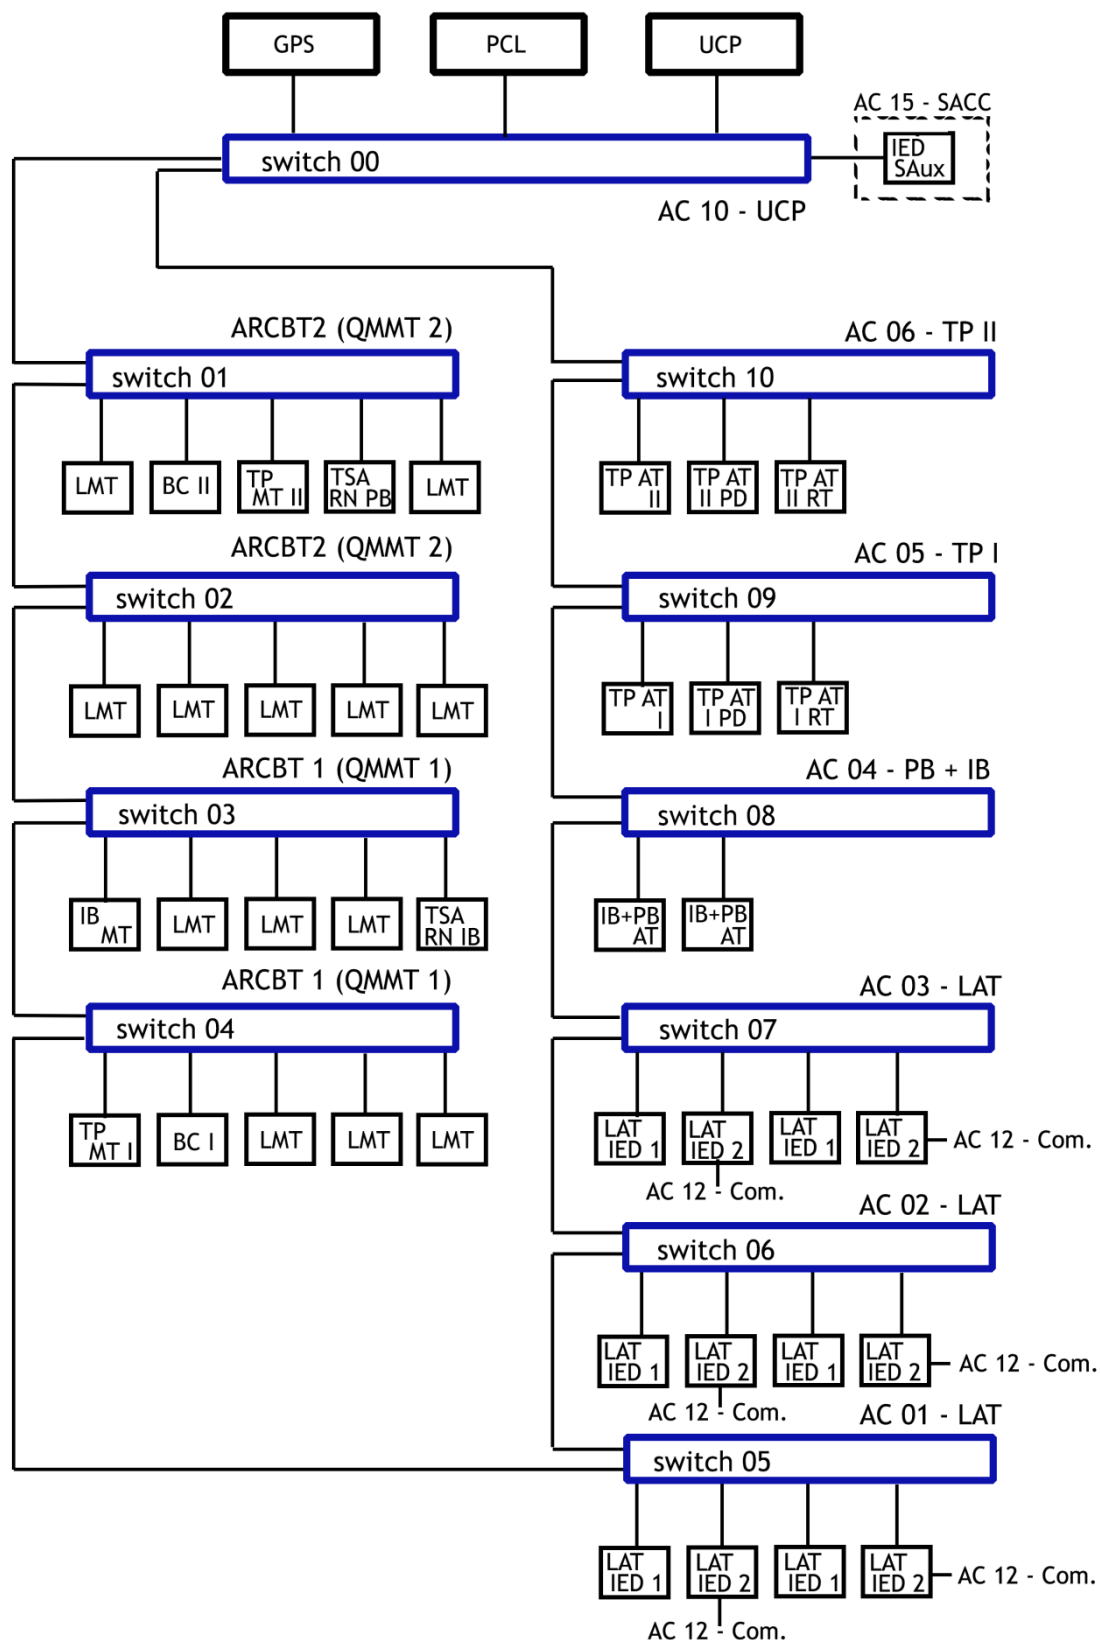 GPS
PCL
UCP
AC 15 - SACC
IED
SAux
switch 00
AC 10 - UCP
ARCBT2 (QMMT 2)
switch 01
LMT
BC II
TP
MT II
TSA
RN PB
LMT
AC 06 - TP II
switch 10
TP AT
II
TP AT
II PD
TP AT
II RT
ARCBT2 (QMMT 2)
switch 02
LMT
LMT
LMT
LMT
LMT
AC 05 - TP I
switch 09
TP AT
I
TP AT
I PD
TP AT
I RT
ARCBT 1 (QMMT 1)
switch 03
IB
MT
LMT
LMT
LMT
TSA
RN IB
AC 04 - PB + IB
switch 08
IB+PB
AT
IB+PB
AT
ARCBT 1 (QMMT 1)
switch 04
TP
MT I
BC I
LMT
LMT
LMT
AC 03 - LAT
switch 07
LAT
IED 1
LAT
IED 2
LAT
IED 1
LAT
IED 2
AC 12 - Com.
AC 12 - Com.
AC 02 - LAT
switch 06
LAT
IED 1
LAT
IED 2
LAT
IED 1
LAT
IED 2
AC 12 - Com.
AC 12 - Com.
AC 01 - LAT
switch 05
LAT
IED 1
LAT
IED 2
LAT
IED 1
LAT
IED 2
AC 12 - Com.
AC 12 - Com.